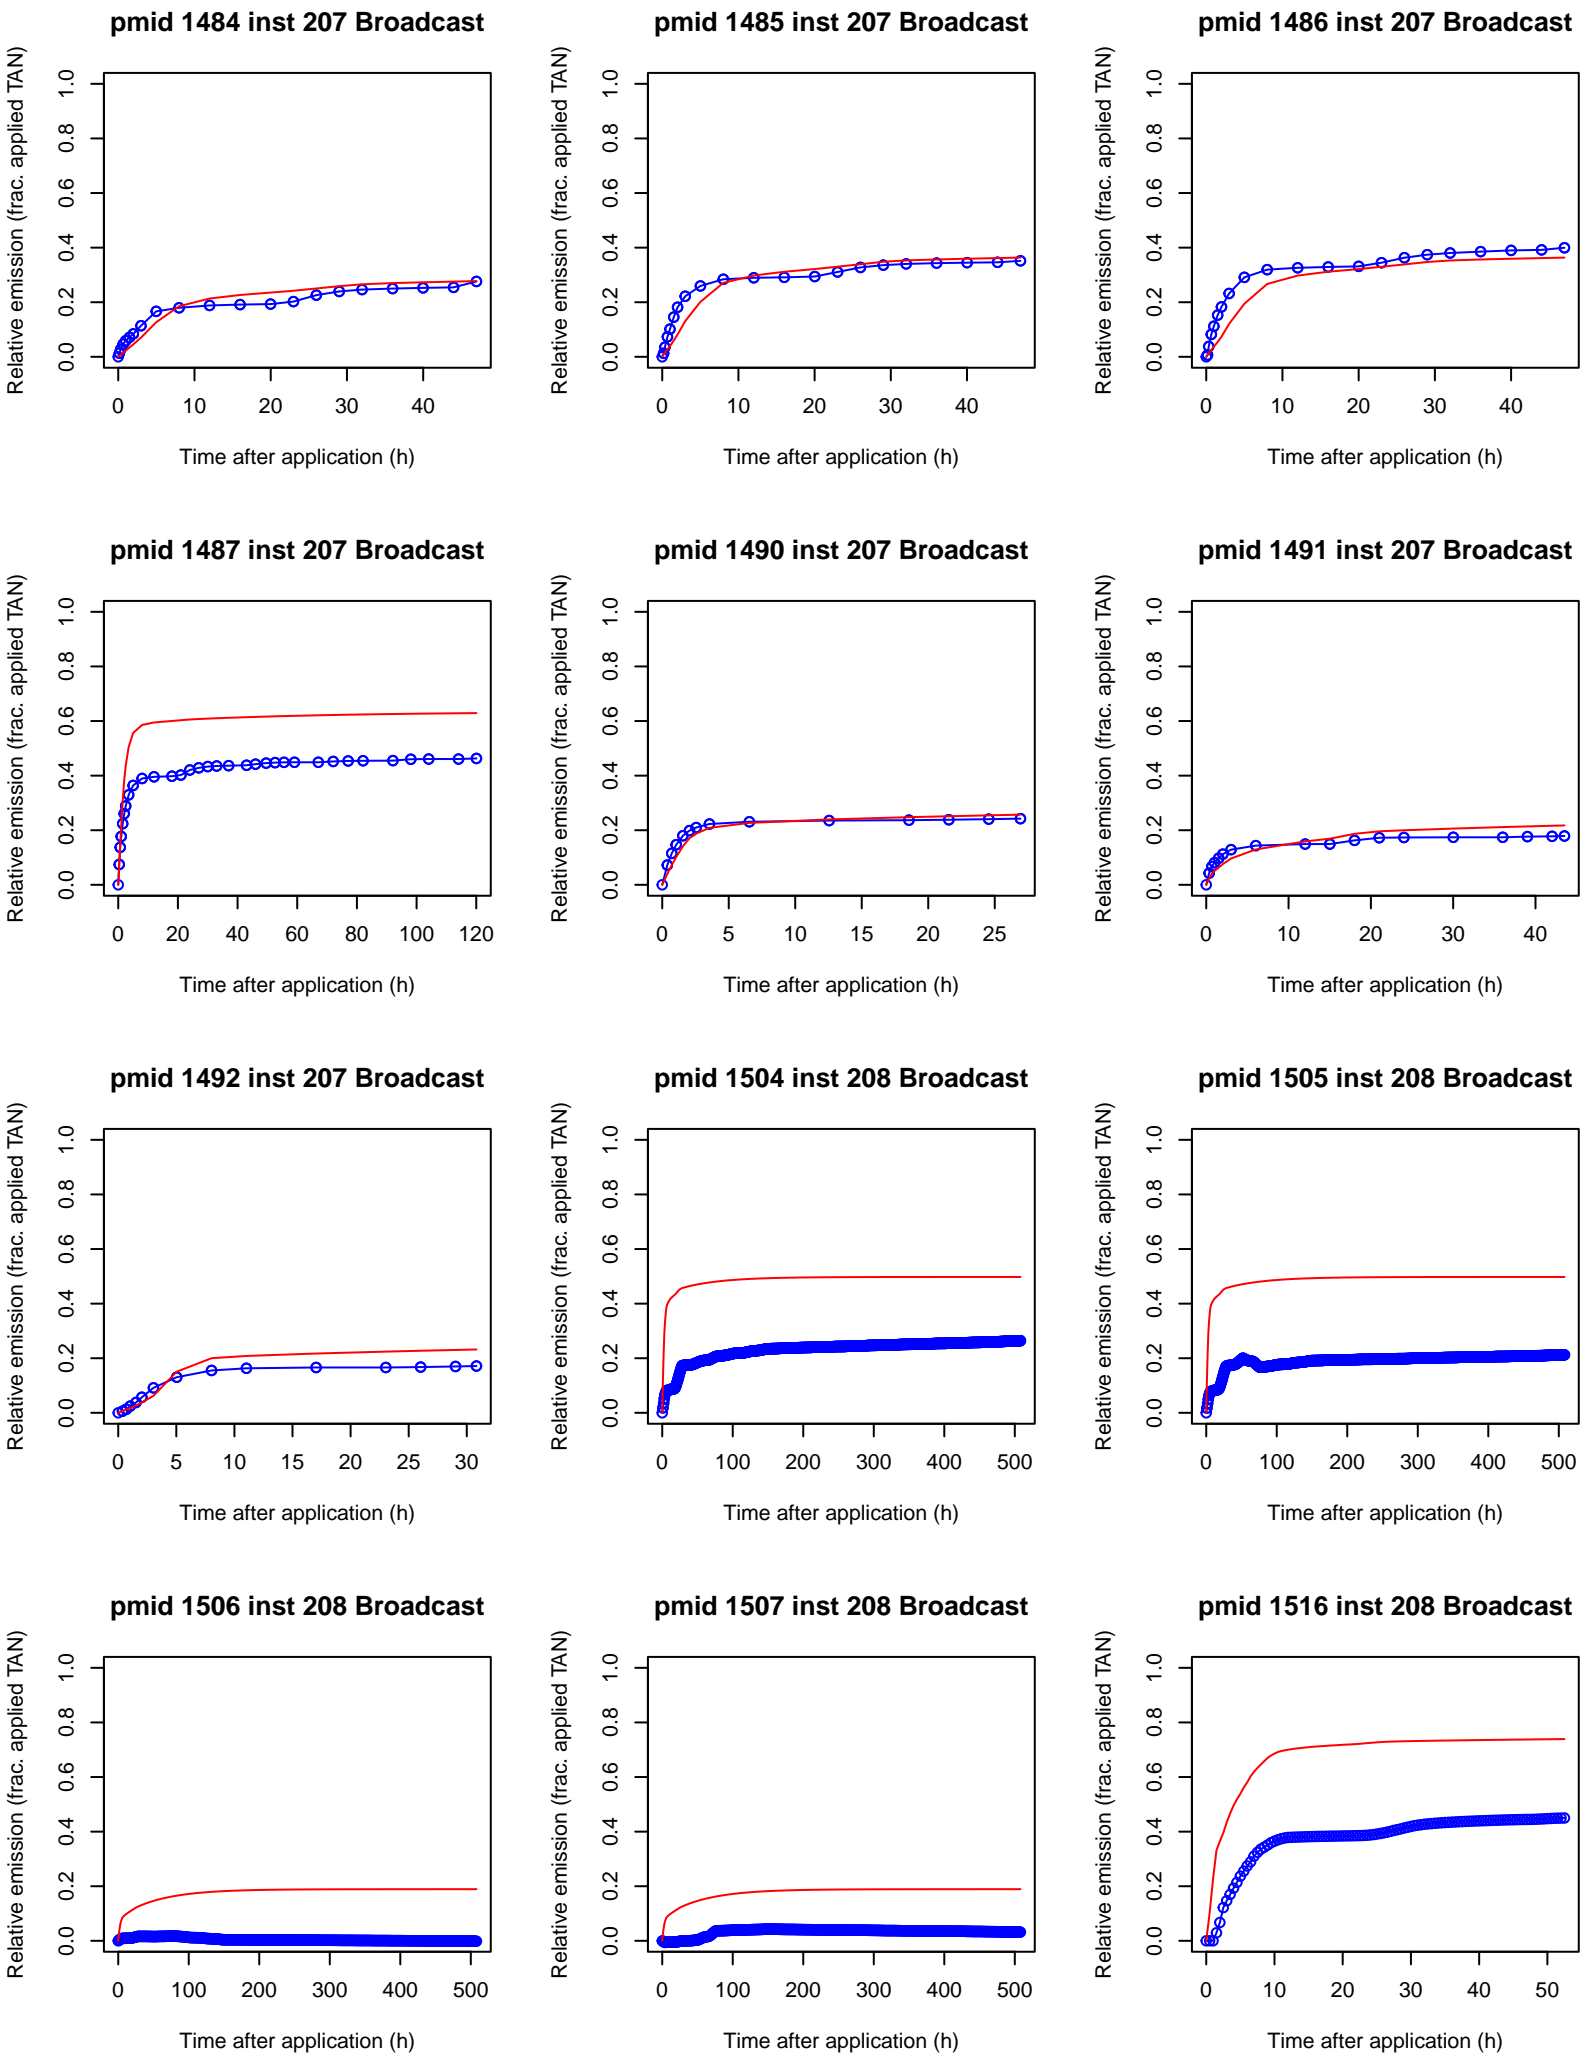 pmid 1484 inst 207 Broadcast
Relative emission (frac. applied TAN)
1.0
0.8
0.6
0.4
0.2
0.0
0 10 20 30 40
Time after application (h)
pmid 1485 inst 207 Broadcast
Relative emission (frac. applied TAN)
1.0
0.8
0.6
0.4
0.2
0.0
0 10 20 30 40
Time after application (h)
pmid 1486 inst 207 Broadcast
Relative emission (frac. applied TAN)
1.0
0.8
0.6
0.4
0.2
0.0
0 10 20 30 40
Time after application (h)
pmid 1487 inst 207 Broadcast
Relative emission (frac. applied TAN)
1.0
0.8
0.6
0.4
0.2
0.0
0 20 40 60 80 100 120
Time after application (h)
pmid 1490 inst 207 Broadcast
Relative emission (frac. applied TAN)
1.0
0.8
0.6
0.4
0.2
0.0
0 5 10 15 20 25
Time after application (h)
pmid 1491 inst 207 Broadcast
Relative emission (frac. applied TAN)
1.0
0.8
0.6
0.4
0.2
0.0
0 10 20 30 40
Time after application (h)
pmid 1492 inst 207 Broadcast
Relative emission (frac. applied TAN)
1.0
0.8
0.6
0.4
0.2
0.0
0 5 10 15 20 25 30
Time after application (h)
pmid 1504 inst 208 Broadcast
Relative emission (frac. applied TAN)
1.0
0.8
0.6
0.4
0.2
0.0
0 100 200 300 400 500
Time after application (h)
pmid 1505 inst 208 Broadcast
Relative emission (frac. applied TAN)
1.0
0.8
0.6
0.4
0.2
0.0
0 100 200 300 400 500
Time after application (h)
pmid 1506 inst 208 Broadcast
Relative emission (frac. applied TAN)
1.0
0.8
0.6
0.4
0.2
0.0
0 100 200 300 400 500
Time after application (h)
pmid 1507 inst 208 Broadcast
Relative emission (frac. applied TAN)
1.0
0.8
0.6
0.4
0.2
0.0
0 100 200 300 400 500
Time after application (h)
pmid 1516 inst 208 Broadcast
Relative emission (frac. applied TAN)
1.0
0.8
0.6
0.4
0.2
0.0
0 10 20 30 40 50
Time after application (h)